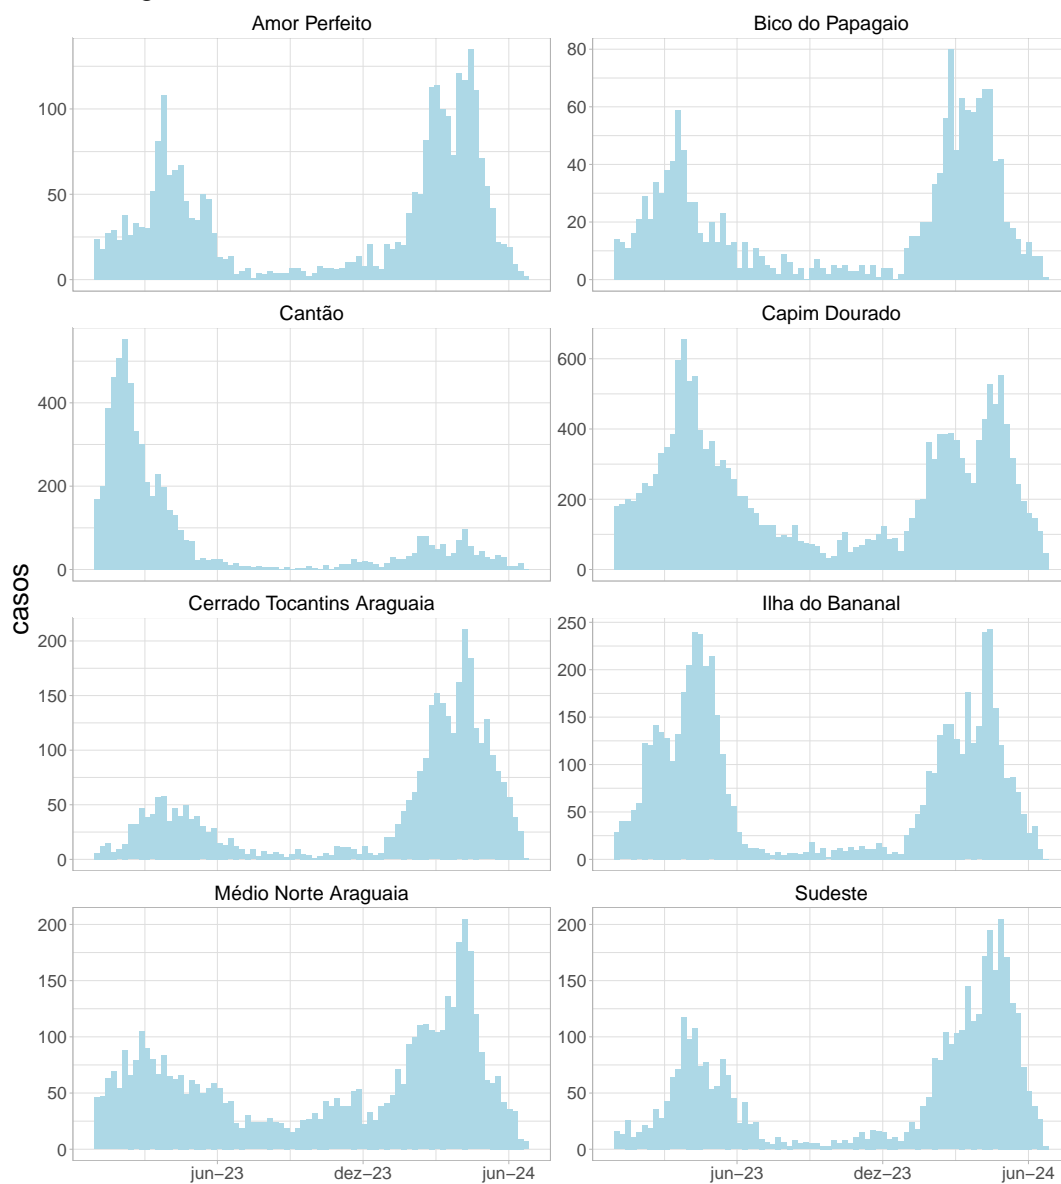 Amor Perfeito
Bico do Papagaio
100
50
0
80
60
40
20
0
Cantão
Capim Dourado
400
200
0
600
400
200
0
casos
Cerrado Tocantins Araguaia
Ilha do Bananal
200
150
100
50
0
250
200
150
100
50
0
Médio Norte Araguaia
Sudeste
200
150
100
50
0
200
150
100
50
0
jun−23
dez−23
jun−24
jun−23
dez−23
jun−24